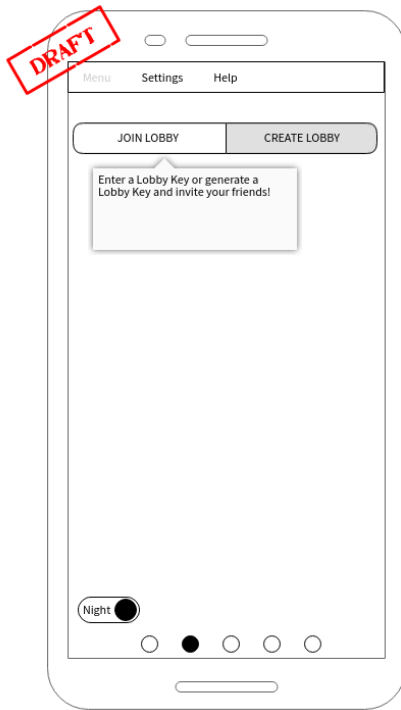 DRAFT
Menu Settings Help
JOIN LOBBY CREATE LOBBY
Enter a Lobby Key or generate a
Lobby Key and invite your friends!
Night